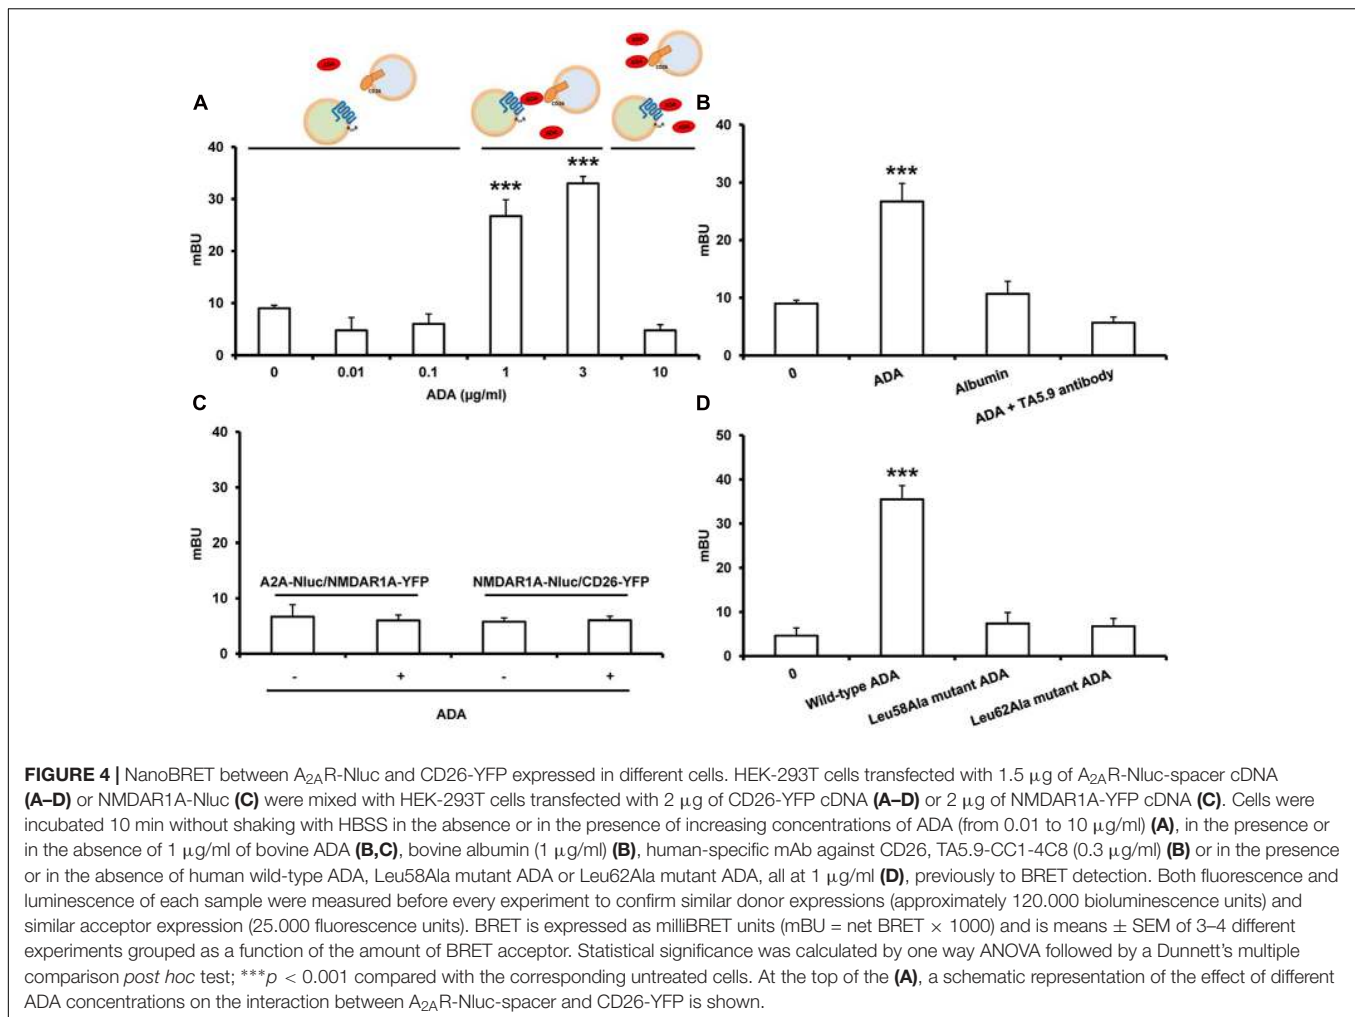 A
B
CD26
CD26
CD26
40
30
20
10
0
mBU
***
***
0 0.01 0.1 1 3 10
ADA (µg/ml)
40
30
20
10
0
mBU
***
0 ADA Albumin ADA + TA5.9 antibody
C
D
40
30
20
10
0
mBU
A2A-Nluc/NMDAR1A-YFP NMDAR1A-Nluc/CD26-YFP
- + - +
ADA
50
40
30
20
10
0
mBU
***
0 Wild-type ADA Leu58Ala mutant ADA Leu62Ala mutant ADA
FIGURE 4 | NanoBRET between A2AR-Nluc and CD26-YFP expressed in different cells. HEK-293T cells transfected with 1.5 µg of A2AR-Nluc-spacer cDNA
(A–D) or NMDAR1A-Nluc (C) were mixed with HEK-293T cells transfected with 2 µg of CD26-YFP cDNA (A–D) or 2 µg of NMDAR1A-YFP cDNA (C). Cells were
incubated 10 min without shaking with HBSS in the absence or in the presence of increasing concentrations of ADA (from 0.01 to 10 µg/ml) (A), in the presence or
in the absence of 1 µg/ml of bovine ADA (B,C), bovine albumin (1 µg/ml) (B), human-specific mAb against CD26, TA5.9-CC1-4C8 (0.3 µg/ml) (B) or in the presence
or in the absence of human wild-type ADA, Leu58Ala mutant ADA or Leu62Ala mutant ADA, all at 1 µg/ml (D), previously to BRET detection. Both fluorescence and
luminescence of each sample were measured before every experiment to confirm similar donor expressions (approximately 120.000 bioluminescence units) and
similar acceptor expression (25.000 fluorescence units). BRET is expressed as milliBRET units (mBU = net BRET × 1000) and is means ± SEM of 3–4 different
experiments grouped as a function of the amount of BRET acceptor. Statistical significance was calculated by one way ANOVA followed by a Dunnett's multiple
comparison post hoc test; ***p < 0.001 compared with the corresponding untreated cells. At the top of the (A), a schematic representation of the effect of different
ADA concentrations on the interaction between A2AR-Nluc-spacer and CD26-YFP is shown.